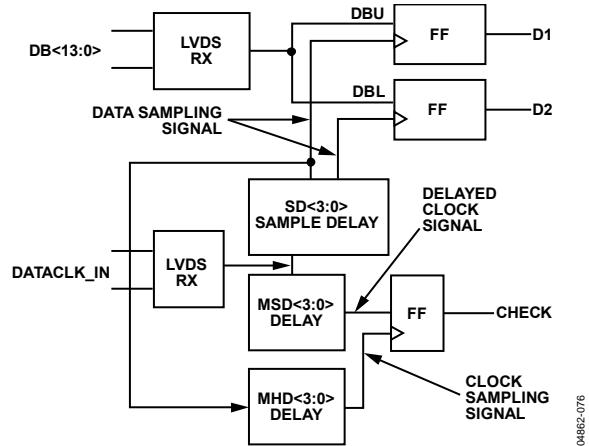 DBU
LVDS
RX
DB<13:0>
FF
D1
DBL
FF
D2
DATA SAMPLING
SIGNAL
SD<3:0>
SAMPLE DELAY
DELAYED
CLOCK
SIGNAL
DATACLK_IN
LVDS
RX
MSD<3:0>
DELAY
FF
CHECK
MHD<3:0>
DELAY
CLOCK
SAMPLING
SIGNAL
04862-076